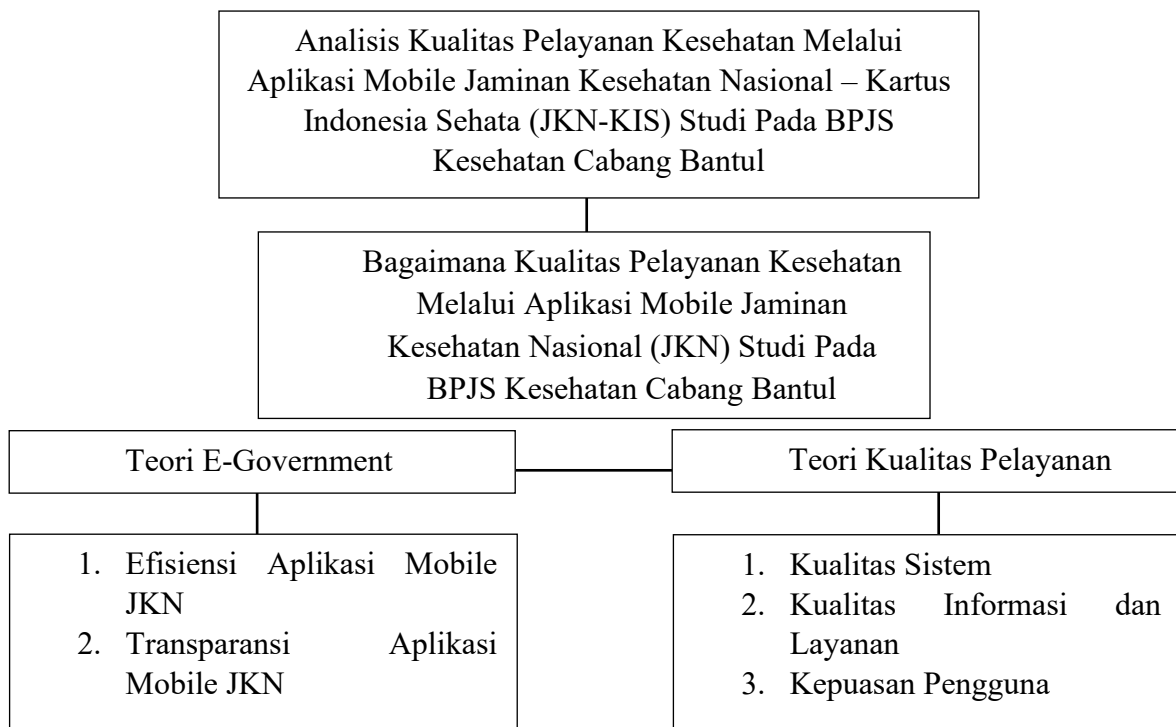 Analisis Kualitas Pelayanan Kesehatan Melalui
Aplikasi Mobile Jaminan Kesehatan Nasional – Kartus
Indonesia Sehata (JKN-KIS) Studi Pada BPJS
Kesehatan Cabang Bantul
Bagaimana Kualitas Pelayanan Kesehatan
Melalui Aplikasi Mobile Jaminan
Kesehatan Nasional (JKN) Studi Pada
BPJS Kesehatan Cabang Bantul
Teori E-Government
Teori Kualitas Pelayanan
1. Efisiensi Aplikasi Mobile
JKN
2. Transparansi Aplikasi
Mobile JKN
1. Kualitas Sistem
2. Kualitas Informasi dan
Layanan
3. Kepuasan Pengguna